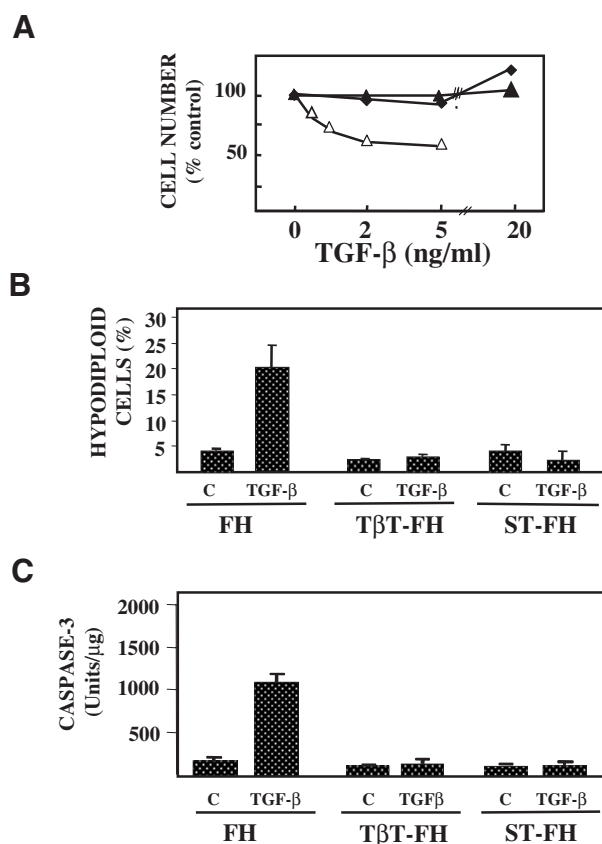 A
CELL NUMBER
(% control)
100
50
0 2 5 20
TGF-β (ng/ml)
B
HYPODIPLOID
CELLS (%)
30
25
20
15
10
5
C TGF-β C TGF-β C TGF-β
FH TβT-FH ST-FH
C
CASPASE-3
(Units/μg)
2000
1500
1000
500
C TGF-β C TGFβ C TGF-β
FH TβT-FH ST-FH